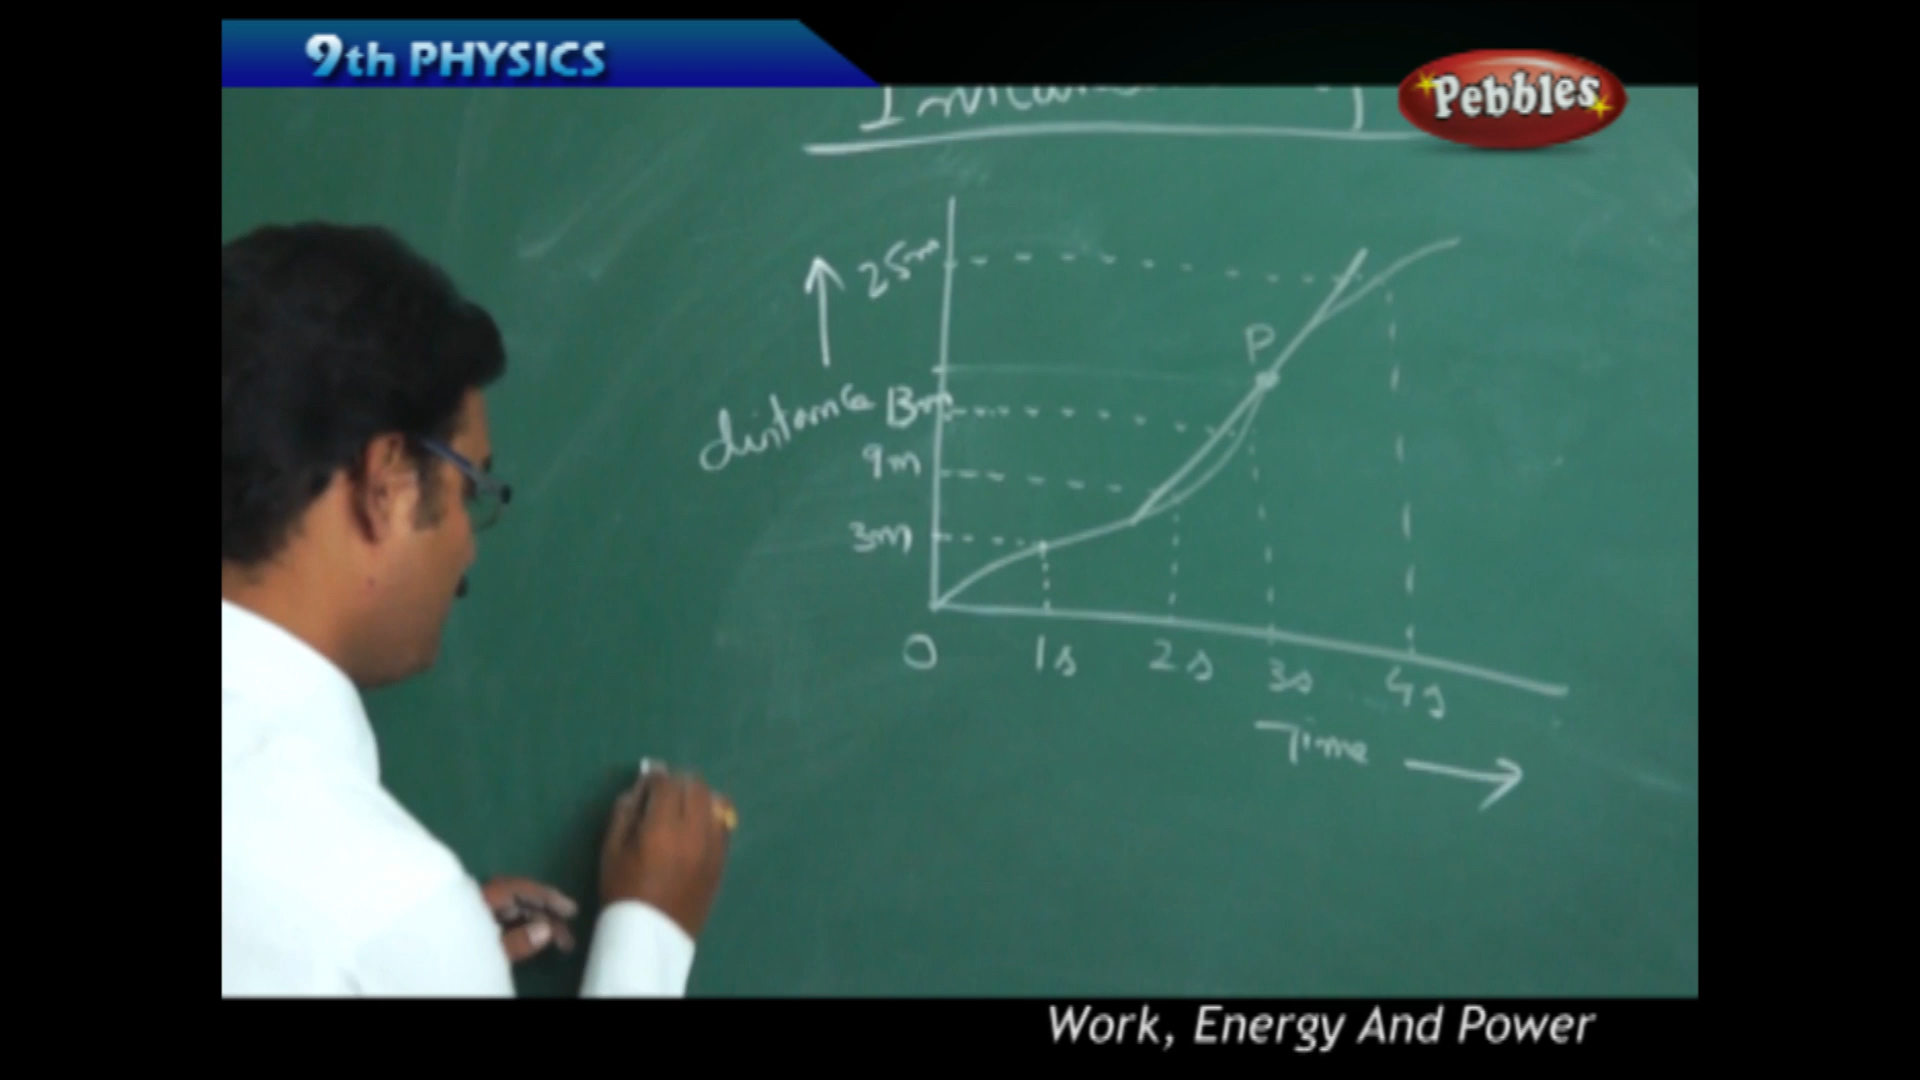 9th PHYSICS
Pebbles
25m
P
distance
13m
9m
3m
0 1s 2s 3s 4s
Time
Work, Energy And Power